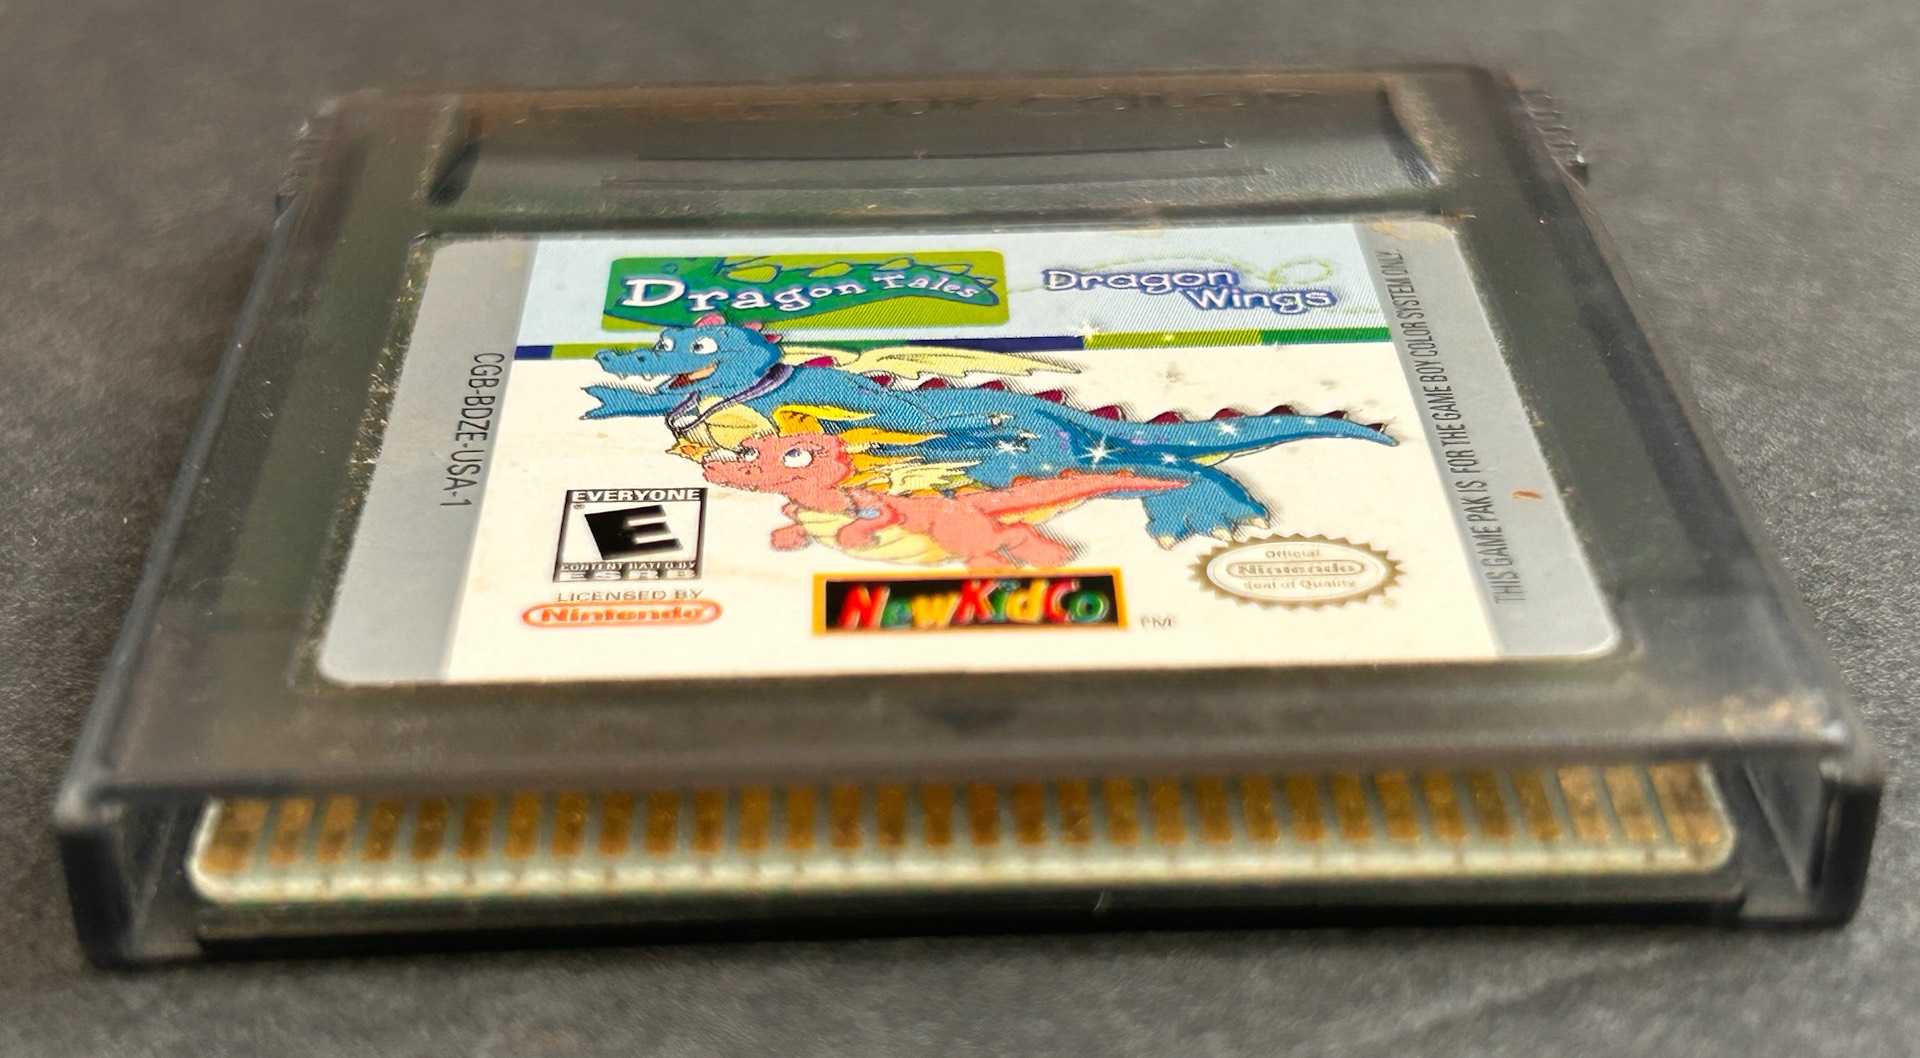 Dragon Tales
Dragon
Wings
CGB-BDZE-USA-1
THIS GAME PAK IS FOR THE GAME BOY COLOR SYSTEM ONLY
EVERYONE
E
CONTENT RATED BY
ESRB
LICENSED BY
Nintendo
NewKidCo
TM
Official
Nintendo
Seal of Quality